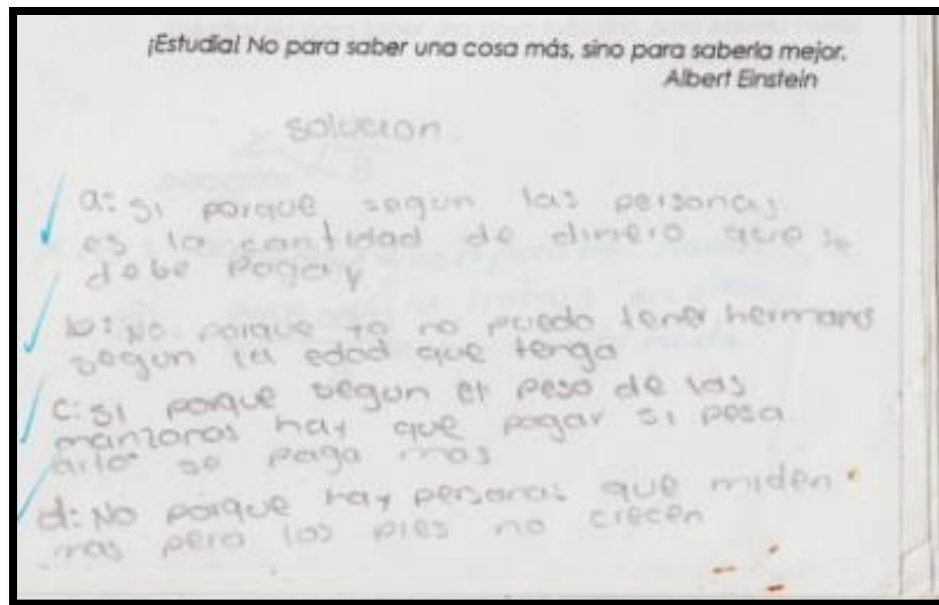 ¡Estudia! No para saber una cosa más, sino para saberla mejor.
Albert Einstein
solucion.
a: si porque segun las personas
es la cantidad de dinero que se
debe pagar
b: No porque yo no puedo tener hermanos
segun la edad que tenga
c: si porque segun el peso de las
manzanas hay que pagar si pesa
arto se paga mas
d: No porque hay personas que miden
mas pero los pies no crecen